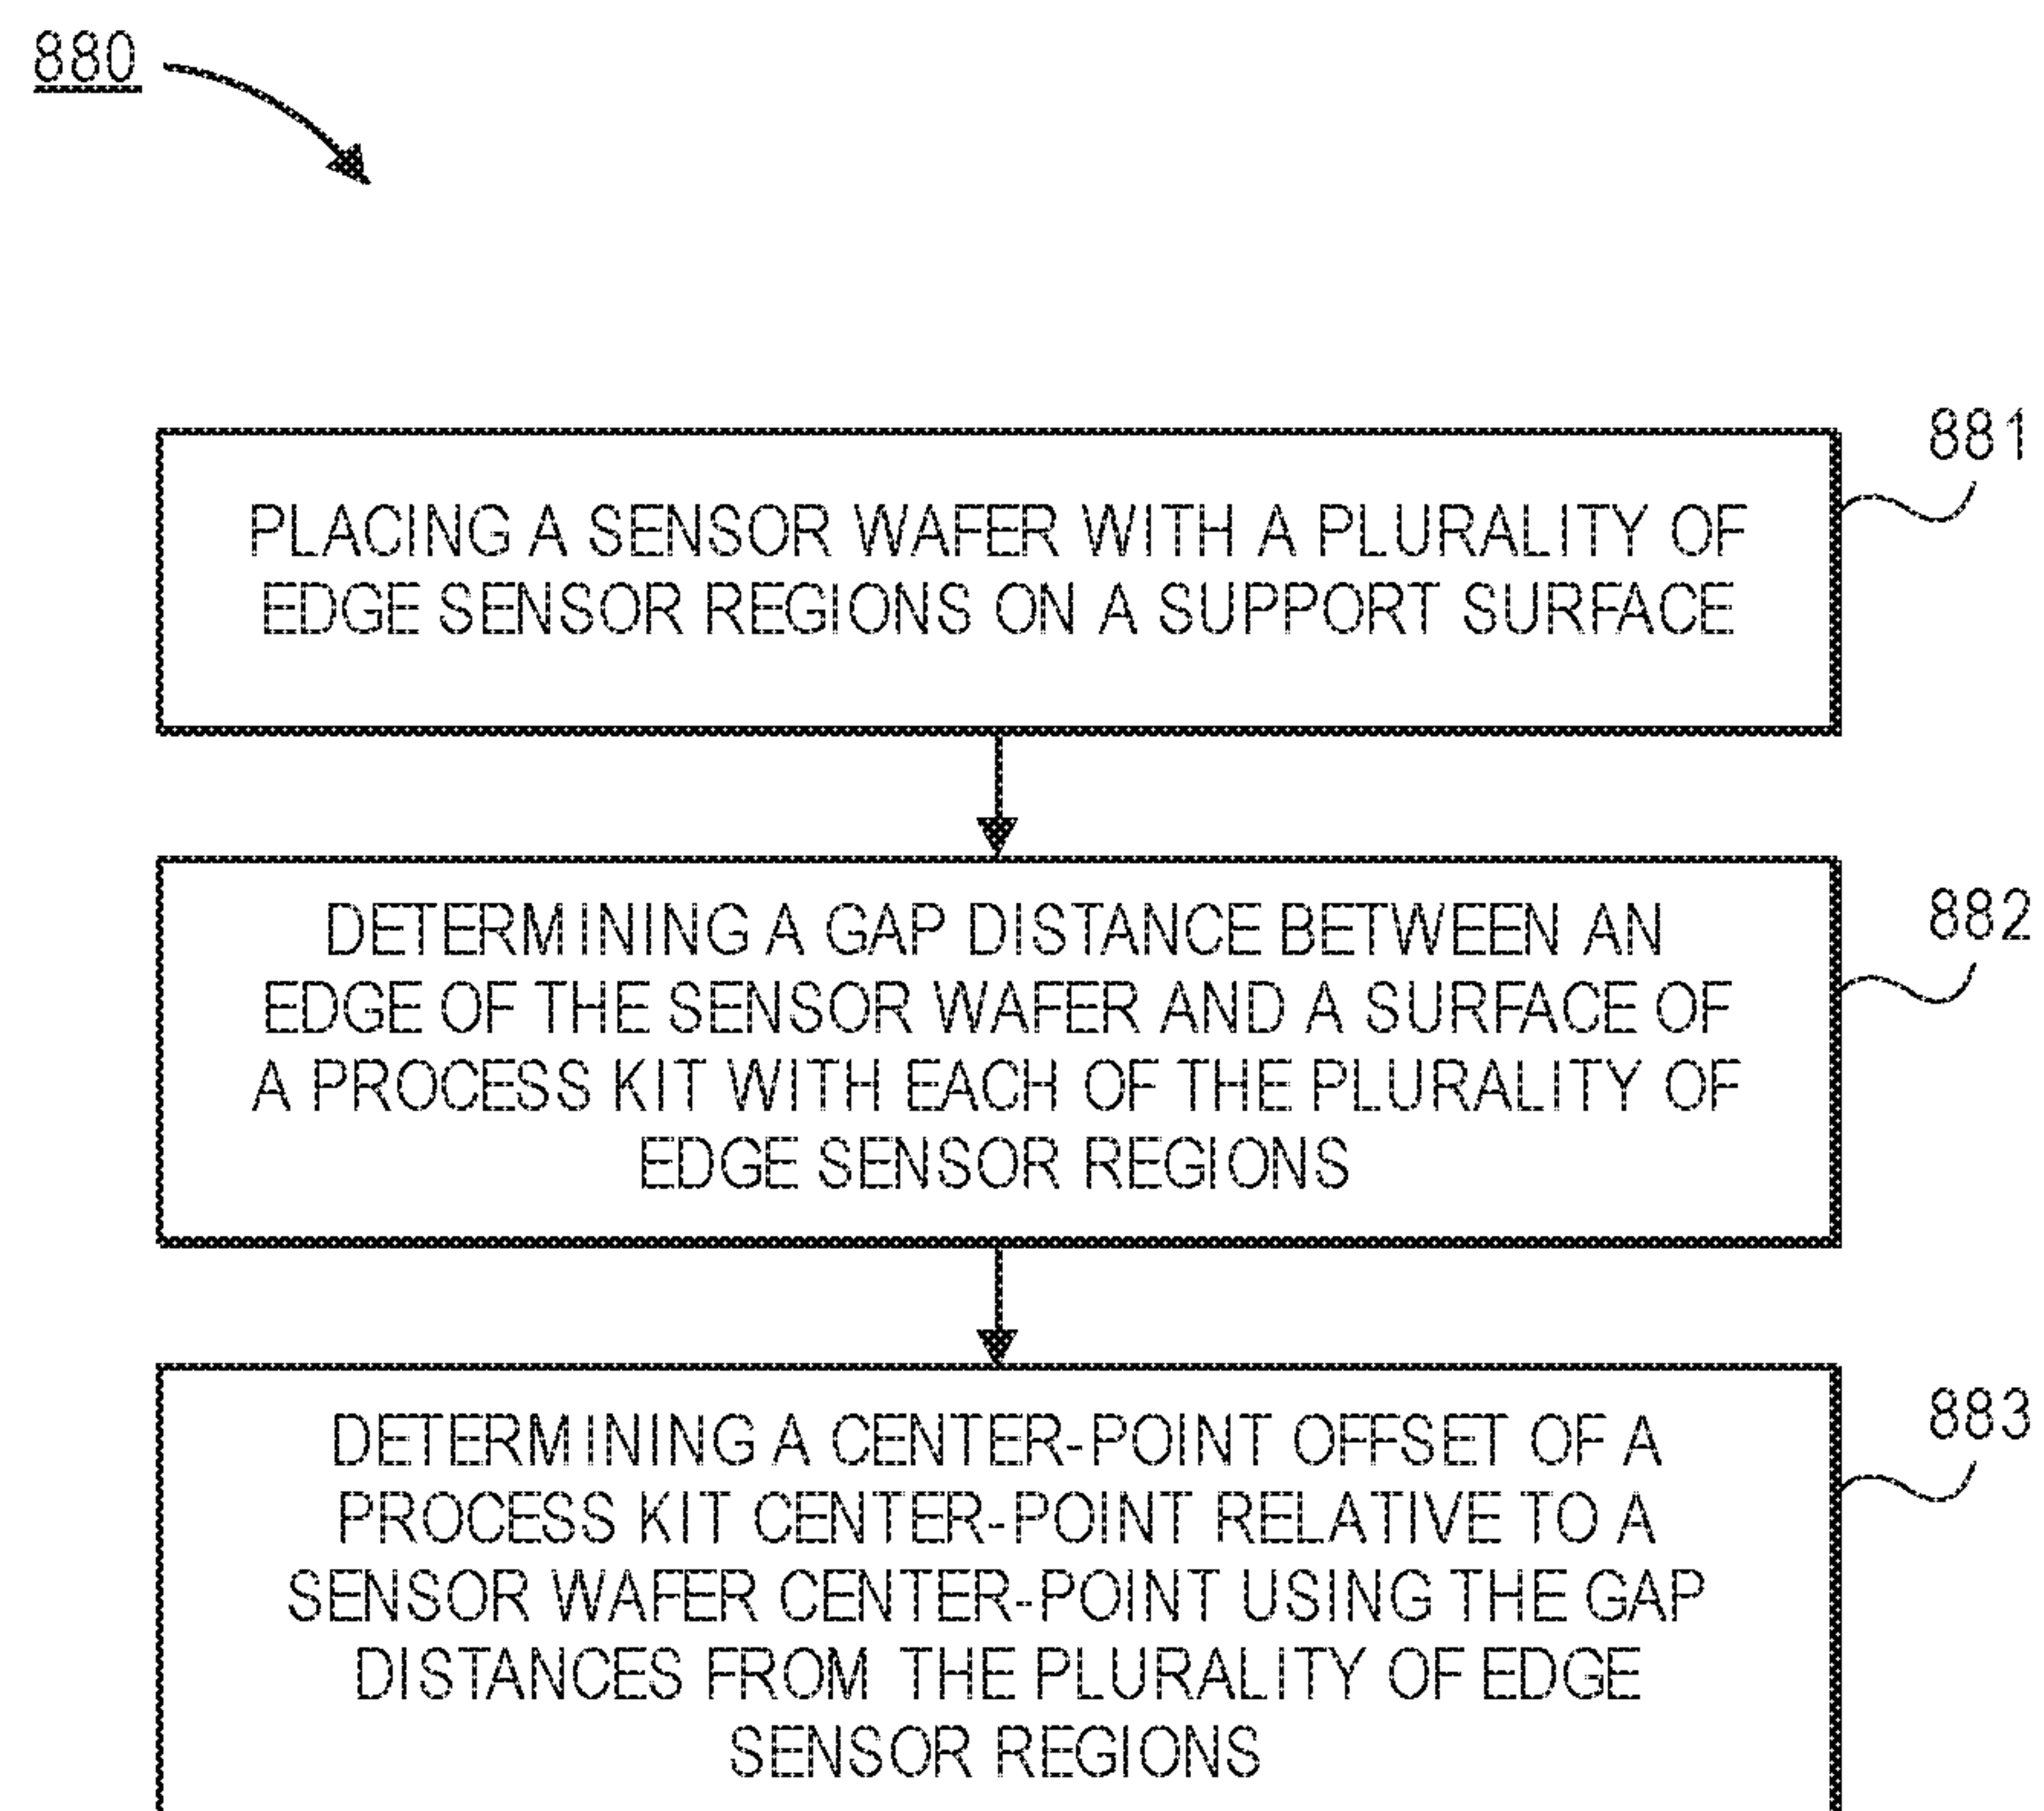 880
881
PLACING A SENSOR WAFER WITH A PLURALITY OF
EDGE SENSOR REGIONS ON A SUPPORT SURFACE
882
DETERMINING A GAP DISTANCE BETWEEN AN
EDGE OF THE SENSOR WAFER AND A SURFACE OF
A PROCESS KIT WITH EACH OF THE PLURALITY OF
EDGE SENSOR REGIONS
883
DETERMINING A CENTER-POINT OFFSET OF A
PROCESS KIT CENTER-POINT RELATIVE TO A
SENSOR WAFER CENTER-POINT USING THE GAP
DISTANCES FROM THE PLURALITY OF EDGE
SENSOR REGIONS